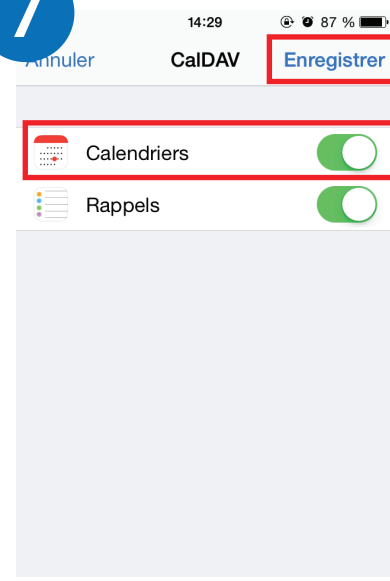 7
14:29 87 %
Annuler CalDAV Enregistrer
Calendriers
Rappels